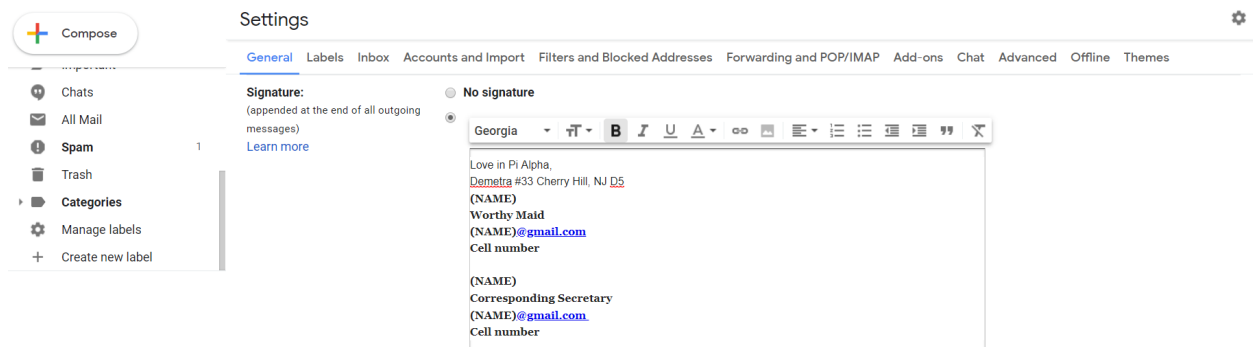 Compose
Settings
General Labels Inbox Accounts and Import Filters and Blocked Addresses Forwarding and POP/IMAP Add-ons Chat Advanced Offline Themes
Important
Chats
All Mail
Spam 1
Trash
Categories
Manage labels
Create new label
Signature:
(appended at the end of all outgoing
messages)
Learn more
No signature
Georgia
Love in Pi Alpha,
Demetra #33 Cherry Hill, NJ D5
(NAME)
Worthy Maid
(NAME)@gmail.com
Cell number
(NAME)
Corresponding Secretary
(NAME)@gmail.com
Cell number